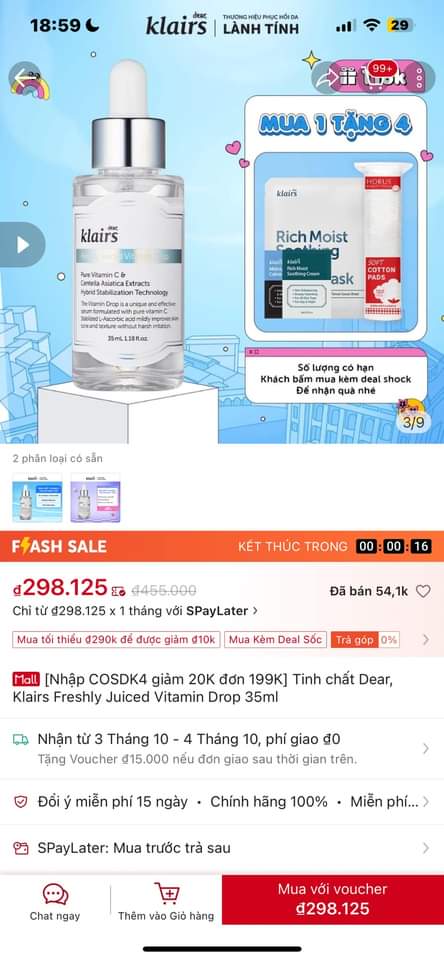 18:59
29
dear,
klairs
THƯƠNG HIỆU PHỤC HỒI DA
LÀNH TÍNH
99+
MUA 1 TẶNG 4
dear,
klairs
Pure Vitamin C &
Centella Asiatica Extracts
Hybrid Stabilization Technology
The Vitamin Drop is a unique and effective
serum formulated with pure vitamin C.
Stabilized L-Ascorbic acid mildly improves skin
tone and texture without harsh irritation.
35mL 1.18 fl.oz.
klairs
Rich Moist
Soothing
Mask
klairs
Rich Moist
Soothing Cream
HORUS
SOFT
COTTON
PADS
Số lượng có hạn
Khách bấm mua kèm deal shock
Để nhận quà nhé
3/9
2 phân loại có sẵn
FLASH SALE
KẾT THÚC TRONG 00 : 00 : 16
₫298.125 ₫455.000
Đã bán 54,1k
Chỉ từ ₫298.125 x 1 tháng với SPayLater >
Mua tối thiểu ₫290k để được giảm ₫10k
Mua Kèm Deal Sốc
Trả góp 0%
Mall [Nhập COSDK4 giảm 20K đơn 199K] Tinh chất Dear,
Klairs Freshly Juiced Vitamin Drop 35ml
Nhận từ 3 Tháng 10 - 4 Tháng 10, phí giao ₫0
Tặng Voucher ₫15.000 nếu đơn giao sau thời gian trên.
Đổi ý miễn phí 15 ngày • Chính hãng 100% • Miễn phí...
SPayLater: Mua trước trả sau
Chat ngay
Thêm vào Giỏ hàng
Mua với voucher
₫298.125